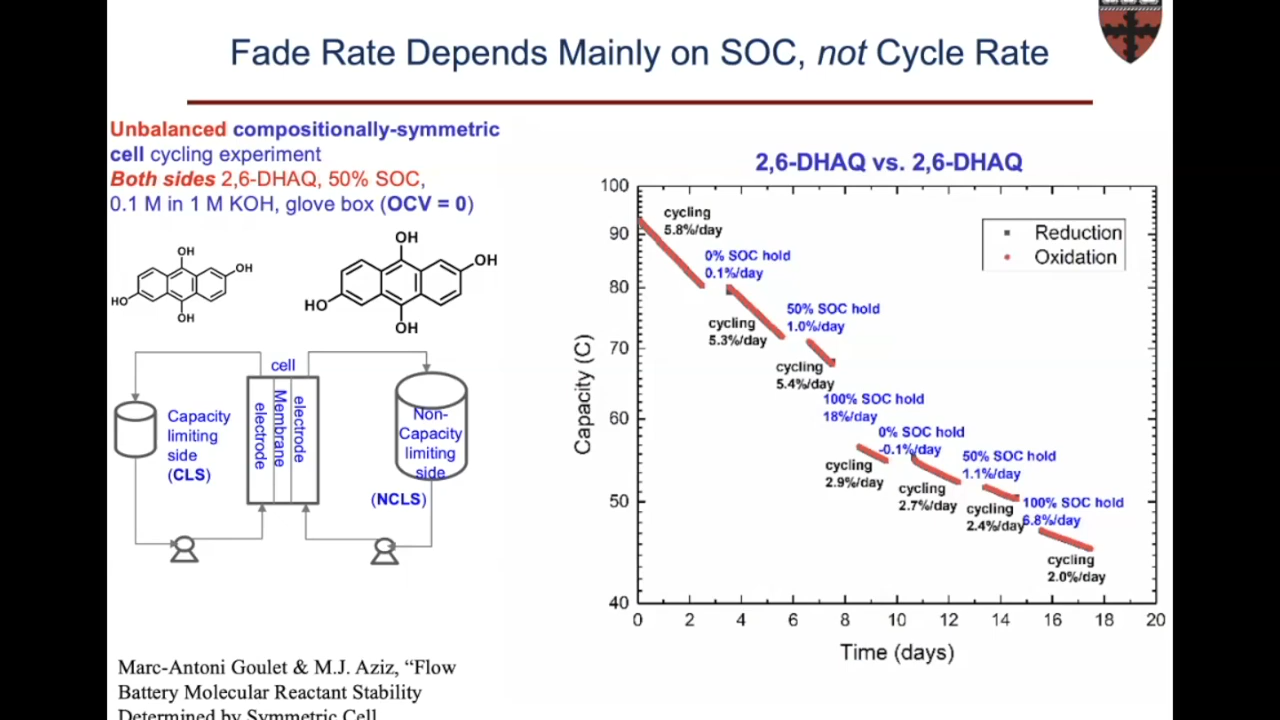 Fade Rate Depends Mainly on SOC, not Cycle Rate
Unbalanced compositionally-symmetric
cell cycling experiment
Both sides 2,6-DHAQ, 50% SOC,
0.1 M in 1 M KOH, glove box (OCV = 0)
OH
OH
HO
OH
OH
OH
HO
OH
cell
electrode
Membrane
electrode
Capacity
limiting
side
(CLS)
Non-
Capacity
limiting
side
(NCLS)
2,6-DHAQ vs. 2,6-DHAQ
Capacity (C)
100
90
80
70
60
50
40
Reduction
Oxidation
cycling
5.8%/day
0% SOC hold
0.1%/day
cycling
5.3%/day
50% SOC hold
1.0%/day
cycling
5.4%/day
100% SOC hold
18%/day
0% SOC hold
-0.1%/day
cycling
2.9%/day
50% SOC hold
1.1%/day
cycling
2.7%/day
100% SOC hold
6.8%/day
cycling
2.4%/day
cycling
2.0%/day
0 2 4 6 8 10 12 14 16 18 20
Time (days)
Marc-Antoni Goulet & M.J. Aziz, “Flow
Battery Molecular Reactant Stability
Determined by Symmetric Cell